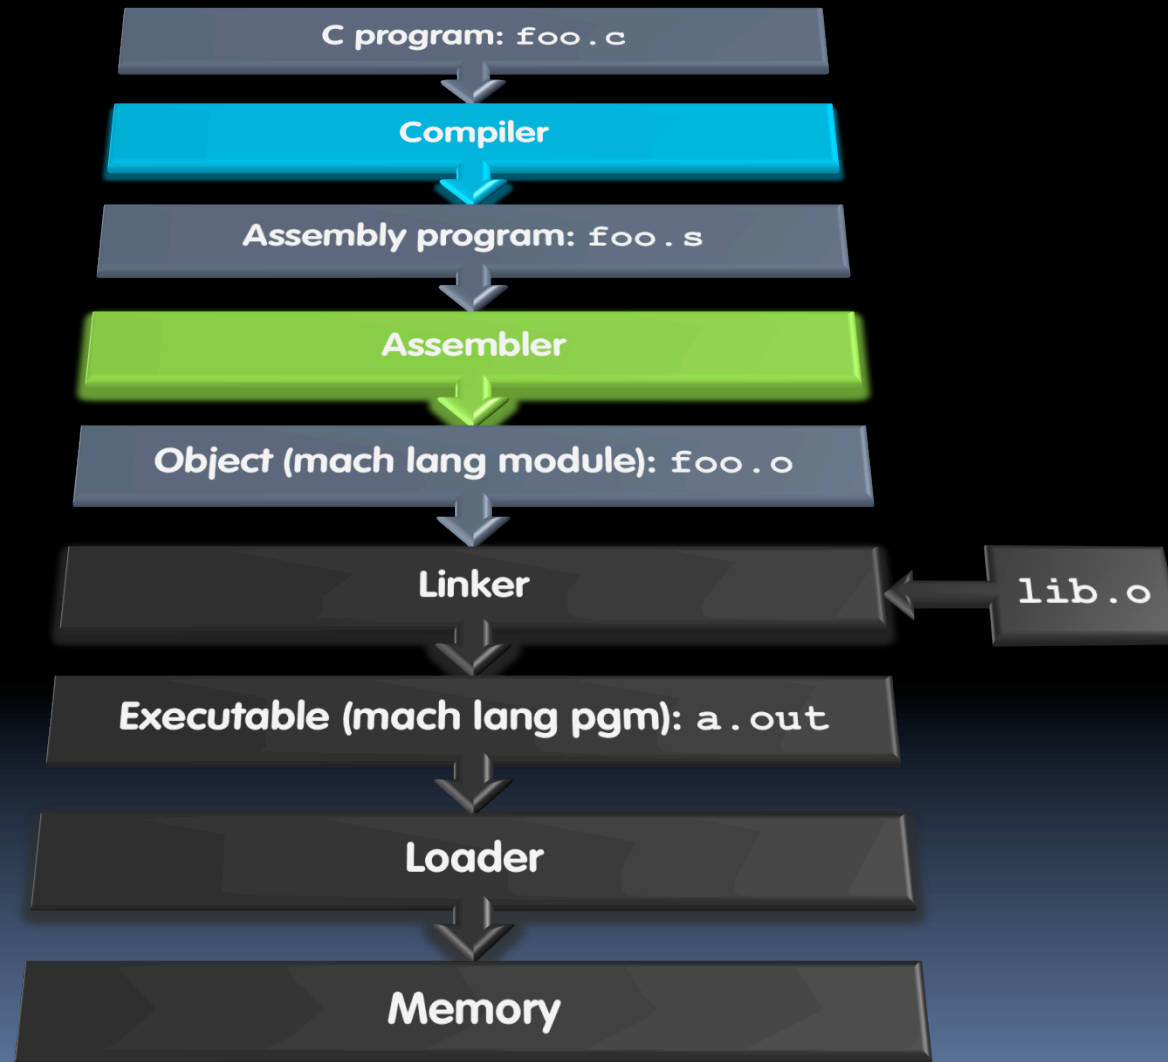 C program: foo.c
Compiler
Assembly program: foo.s
Assembler
Object (mach lang module): foo.o
Linker
lib.o
Executable (mach lang pgm): a.out
Loader
Memory